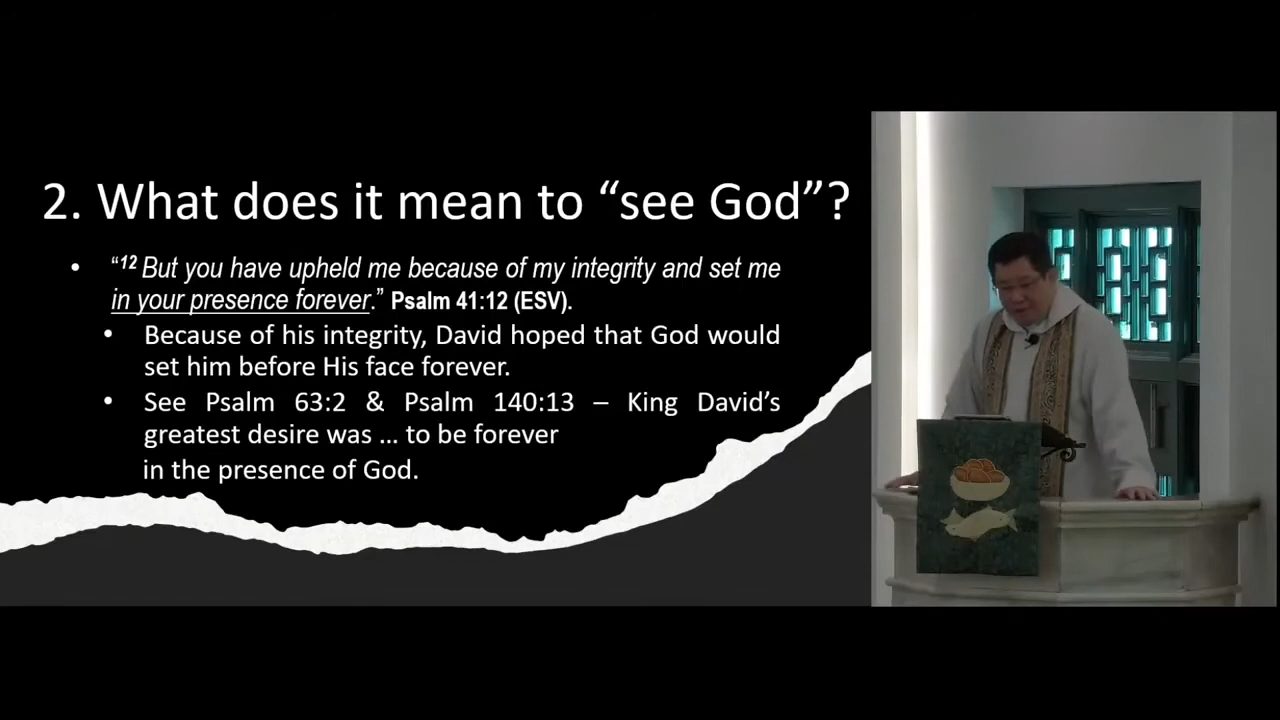 2. What does it mean to “see God”?
• “12 But you have upheld me because of my integrity and set me
in your presence forever.” Psalm 41:12 (ESV).
• Because of his integrity, David hoped that God would
set him before His face forever.
• See Psalm 63:2 & Psalm 140:13 – King David’s
greatest desire was … to be forever
in the presence of God.